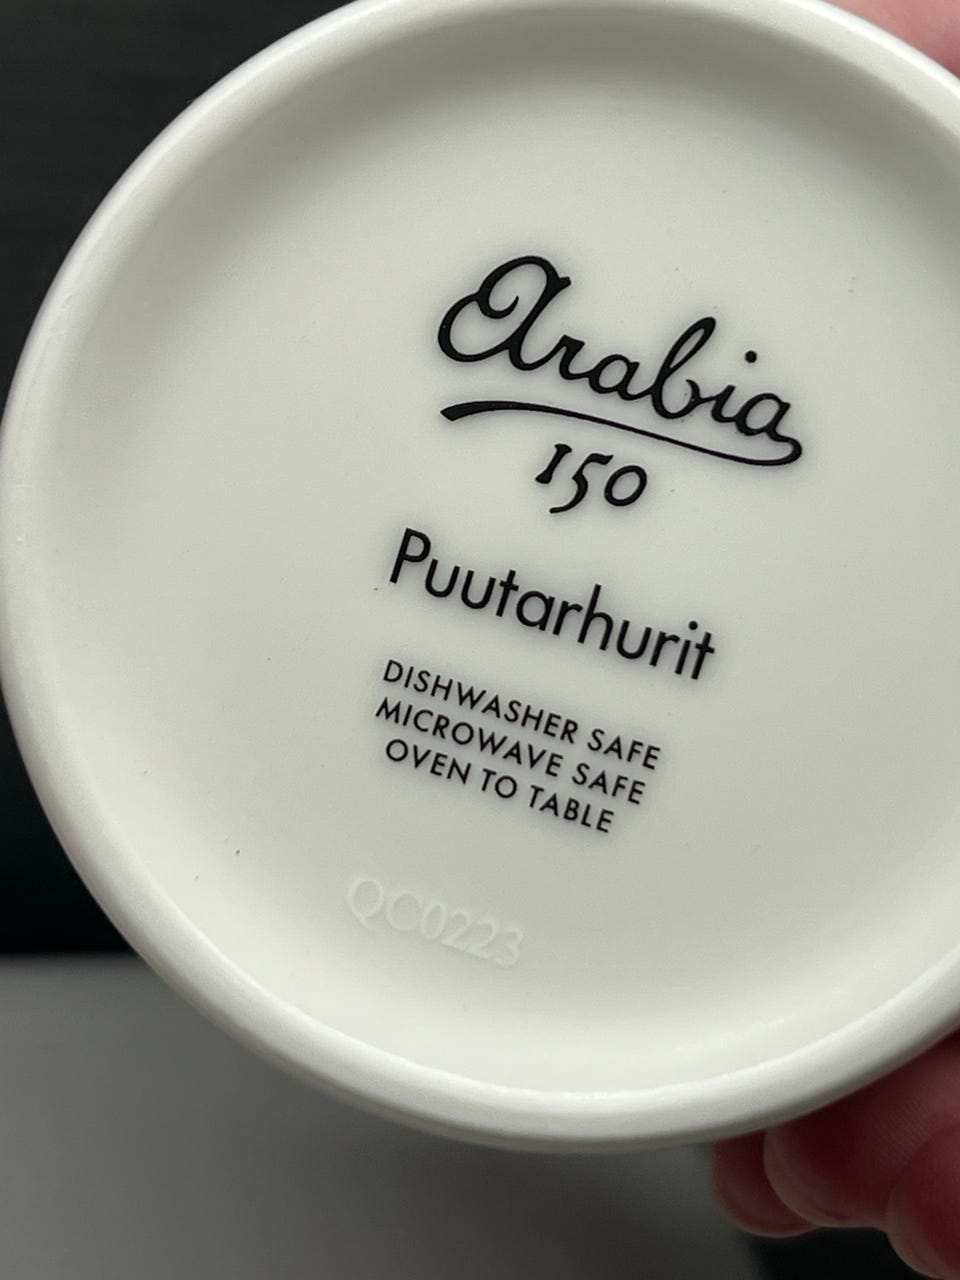 Arabia
150
Puutarhurit
DISHWASHER SAFE
MICROWAVE SAFE
OVEN TO TABLE
QC0223